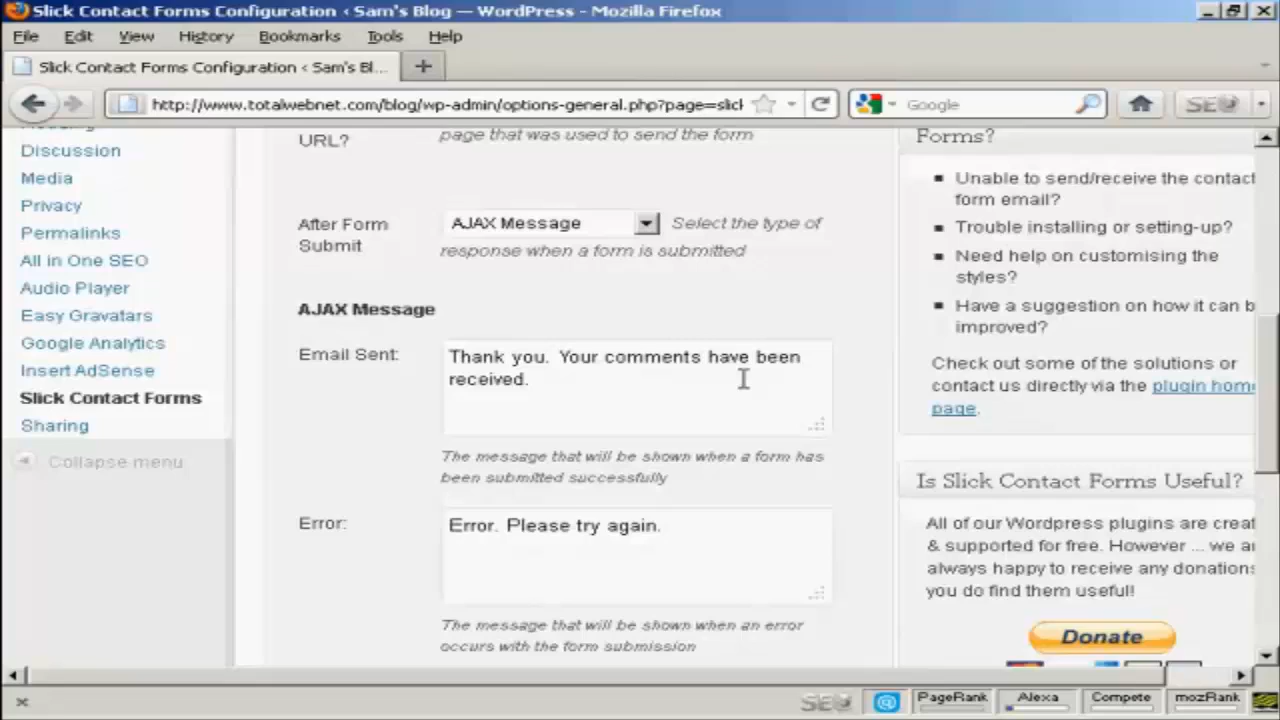 Slick Contact Forms Configuration ‹ Sam's Blog — WordPress - Mozilla Firefox
File Edit View History Bookmarks Tools Help
Slick Contact Forms Configuration ‹ Sam's Bl...
http://www.totalwebnet.com/blog/wp-admin/options-general.php?page=slicl
Google
Discussion
Media
Privacy
Permalinks
All in One SEO
Audio Player
Easy Gravatars
Google Analytics
Insert AdSense
Slick Contact Forms
Sharing
Collapse menu
URL?
page that was used to send the form
After Form
Submit
AJAX Message
Select the type of
response when a form is submitted
AJAX Message
Email Sent:
Thank you. Your comments have been
received.
The message that will be shown when a form has
been submitted successfully
Error:
Error. Please try again.
The message that will be shown when an error
occurs with the form submission
Forms?
Unable to send/receive the contact
form email?
Trouble installing or setting-up?
Need help on customising the
styles?
Have a suggestion on how it can b
improved?
Check out some of the solutions or
contact us directly via the plugin hom
page.
Is Slick Contact Forms Useful?
All of our Wordpress plugins are creat
& supported for free. However ... we a
always happy to receive any donations
you do find them useful!
Donate
PageRank
Alexa
Compete
mozRank